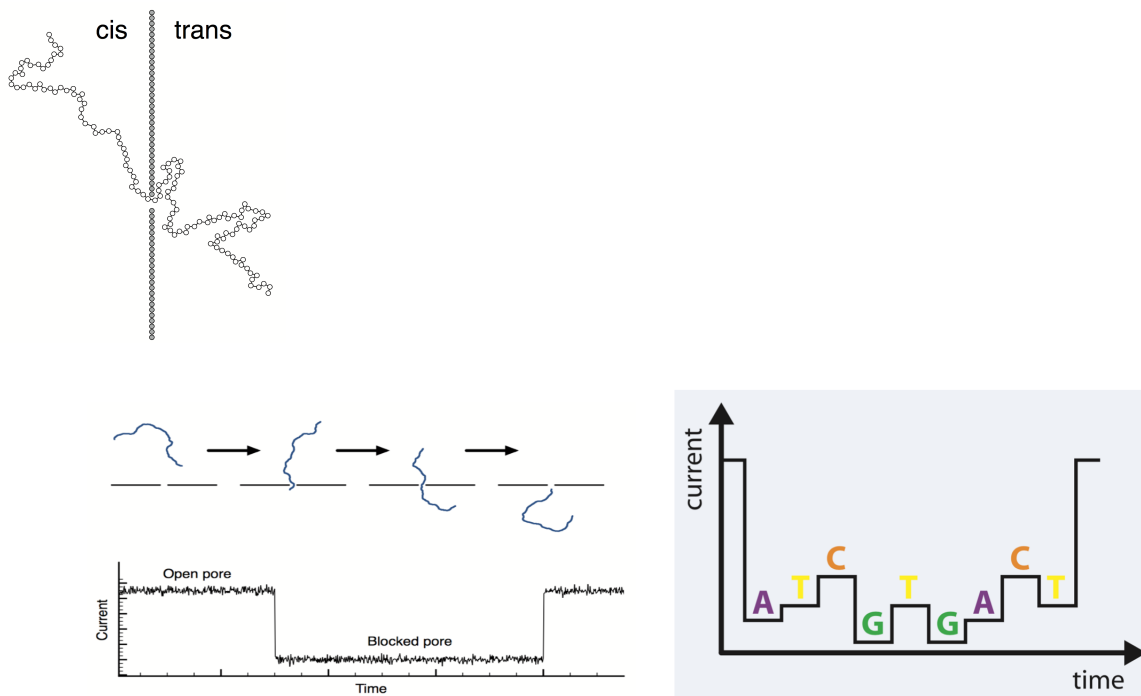 cis trans
Open pore
Blocked pore
Current
Time
current
A T C G T G A C T
time